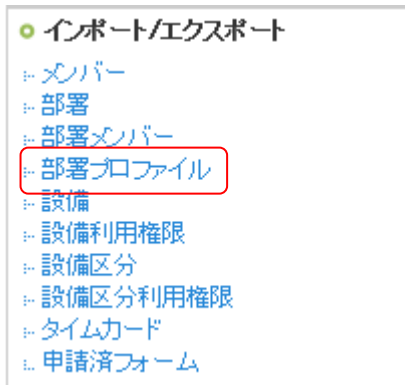 インポート/エクスポート
メンバー
部署
部署メンバー
部署プロファイル
設備
設備利用権限
設備区分
設備区分利用権限
タイムカード
申請済フォーム